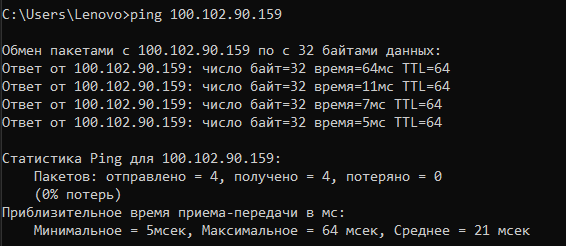 C:\Users\Lenovo>ping 100.102.90.159
Обмен пакетами с 100.102.90.159 по с 32 байтами данных:
Ответ от 100.102.90.159: число байт=32 время=64мс TTL=64
Ответ от 100.102.90.159: число байт=32 время=11мс TTL=64
Ответ от 100.102.90.159: число байт=32 время=7мс TTL=64
Ответ от 100.102.90.159: число байт=32 время=5мс TTL=64
Статистика Ping для 100.102.90.159:
Пакетов: отправлено = 4, получено = 4, потеряно = 0
(0% потерь)
Приблизительное время приема-передачи в мс:
Минимальное = 5мсек, Максимальное = 64 мсек, Среднее = 21 мсек